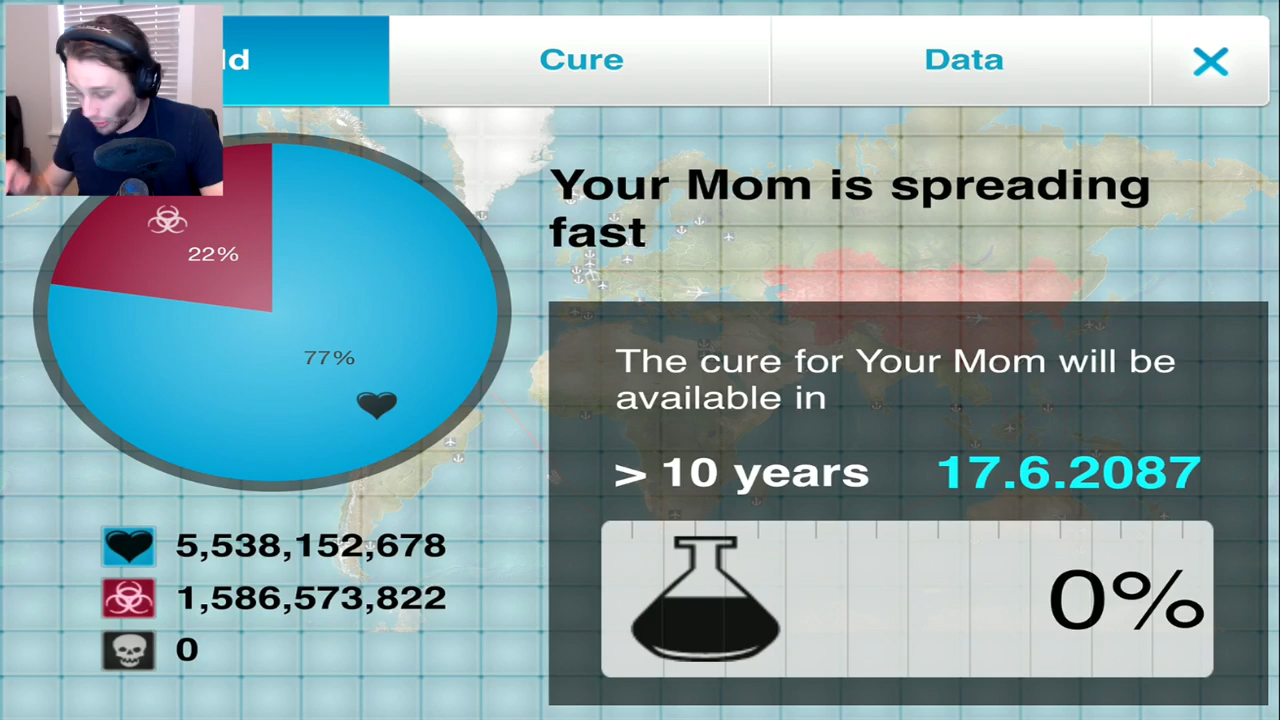 ld
Cure
Data
Your Mom is spreading
fast
22%
77%
The cure for Your Mom will be
available in
> 10 years
17.6.2087
5,538,152,678
1,586,573,822
0
0%